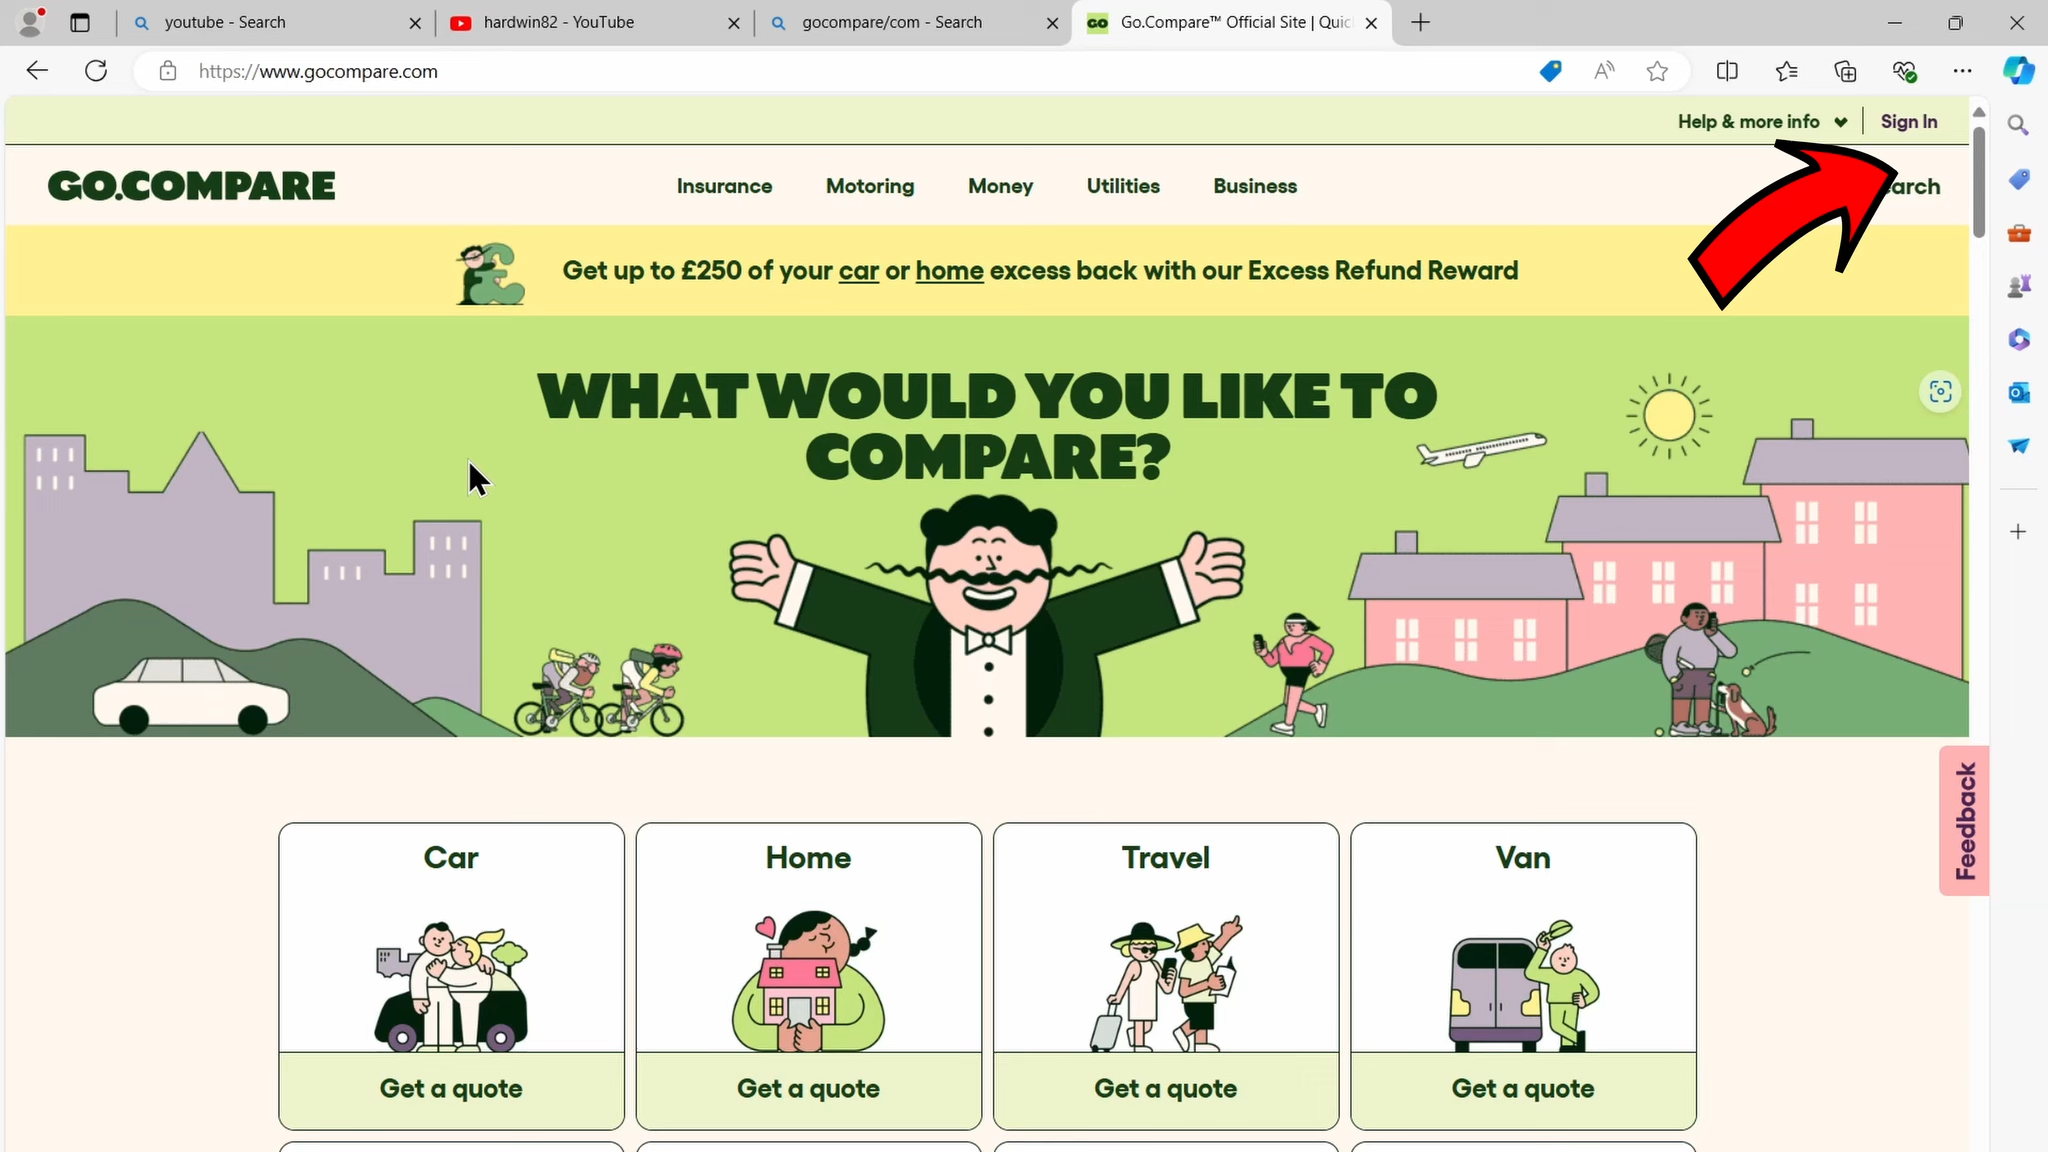 youtube - Search
hardwin82 - YouTube
gocompare/com - Search
GO
Go.Compare™ Official Site | Quic
https://www.gocompare.com
Help & more info
Sign In
GO.COMPARE
Insurance
Motoring
Money
Utilities
Business
arch
Get up to £250 of your car or home excess back with our Excess Refund Reward
WHAT WOULD YOU LIKE TO
COMPARE?
Feedback
Car
Home
Travel
Van
Get a quote
Get a quote
Get a quote
Get a quote